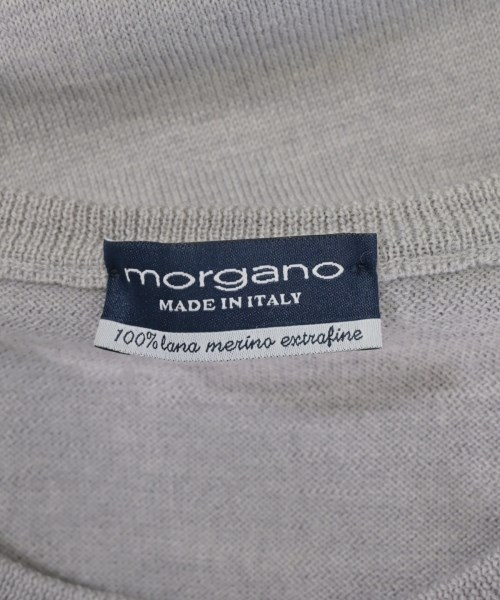 morgano
MADE IN ITALY
100% lana merino extrafine